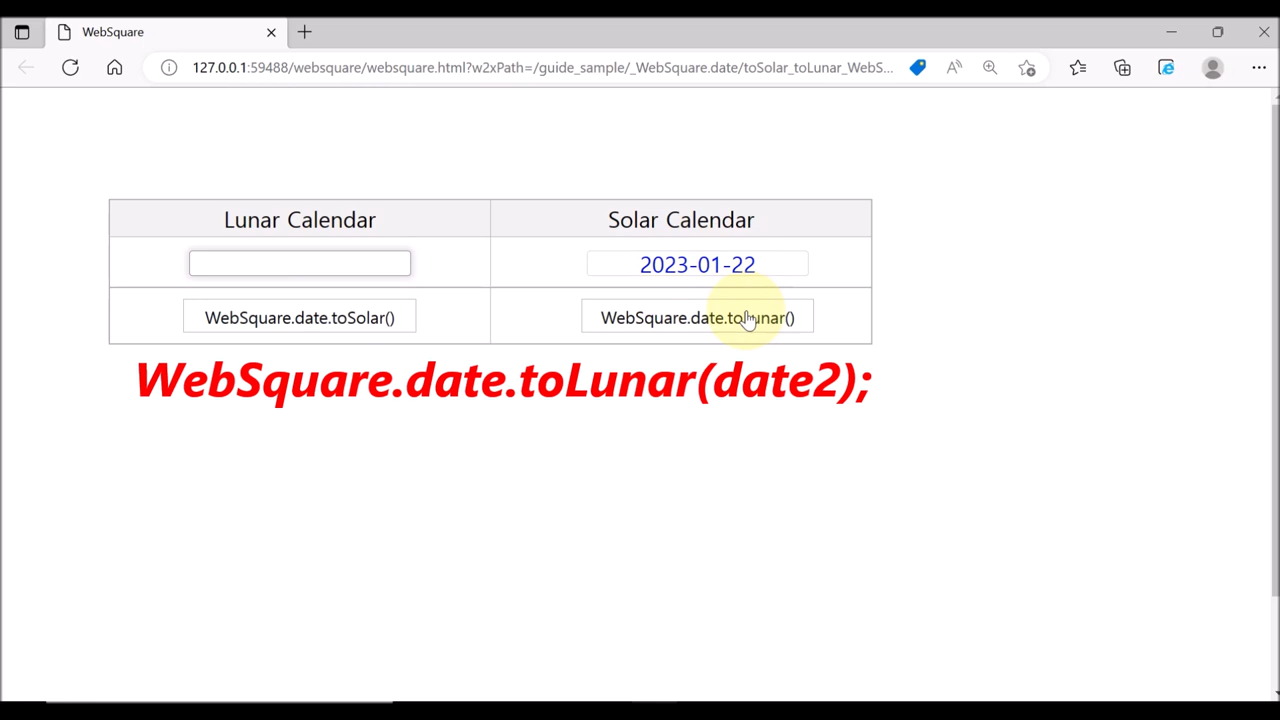 WebSquare
127.0.0.1:59488/websquare/websquare.html?w2xPath=/guide_sample/_WebSquare.date/toSolar_toLunar_WebS...
Lunar Calendar
Solar Calendar
2023-01-22
WebSquare.date.toSolar()
WebSquare.date.toLunar()
WebSquare.date.toLunar(date2);